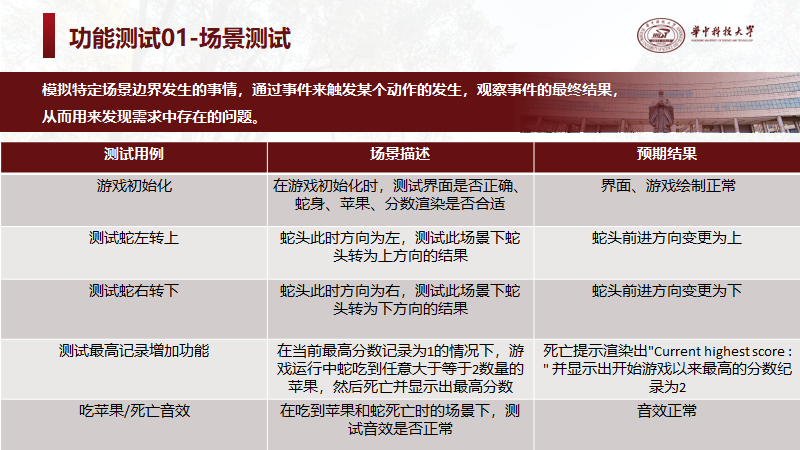 功能测试01-场景测试
华中科技大学
模拟特定场景边界发生的事情，通过事件来触发某个动作的发生，观察事件的最终结果，
从而用来发现需求中存在的问题。
测试用例
场景描述
预期结果
游戏初始化
在游戏初始化时，测试界面是否正确、
蛇身、苹果、分数渲染是否合适
界面、游戏绘制正常
测试蛇左转上
蛇头此时方向为左，测试此场景下蛇
头转为上方向的结果
蛇头前进方向变更为上
测试蛇右转下
蛇头此时方向为右，测试此场景下蛇
头转为下方向的结果
蛇头前进方向变更为下
测试最高记录增加功能
在当前最高分数记录为1的情况下，游
戏运行中蛇吃到任意大于等于2数量的
苹果，然后死亡并显示出最高分数
死亡提示渲染出"Current highest score :
" 并显示出开始游戏以来最高的分数纪
录为2
吃苹果/死亡音效
在吃到苹果和蛇死亡时的场景下，测
试音效是否正常
音效正常